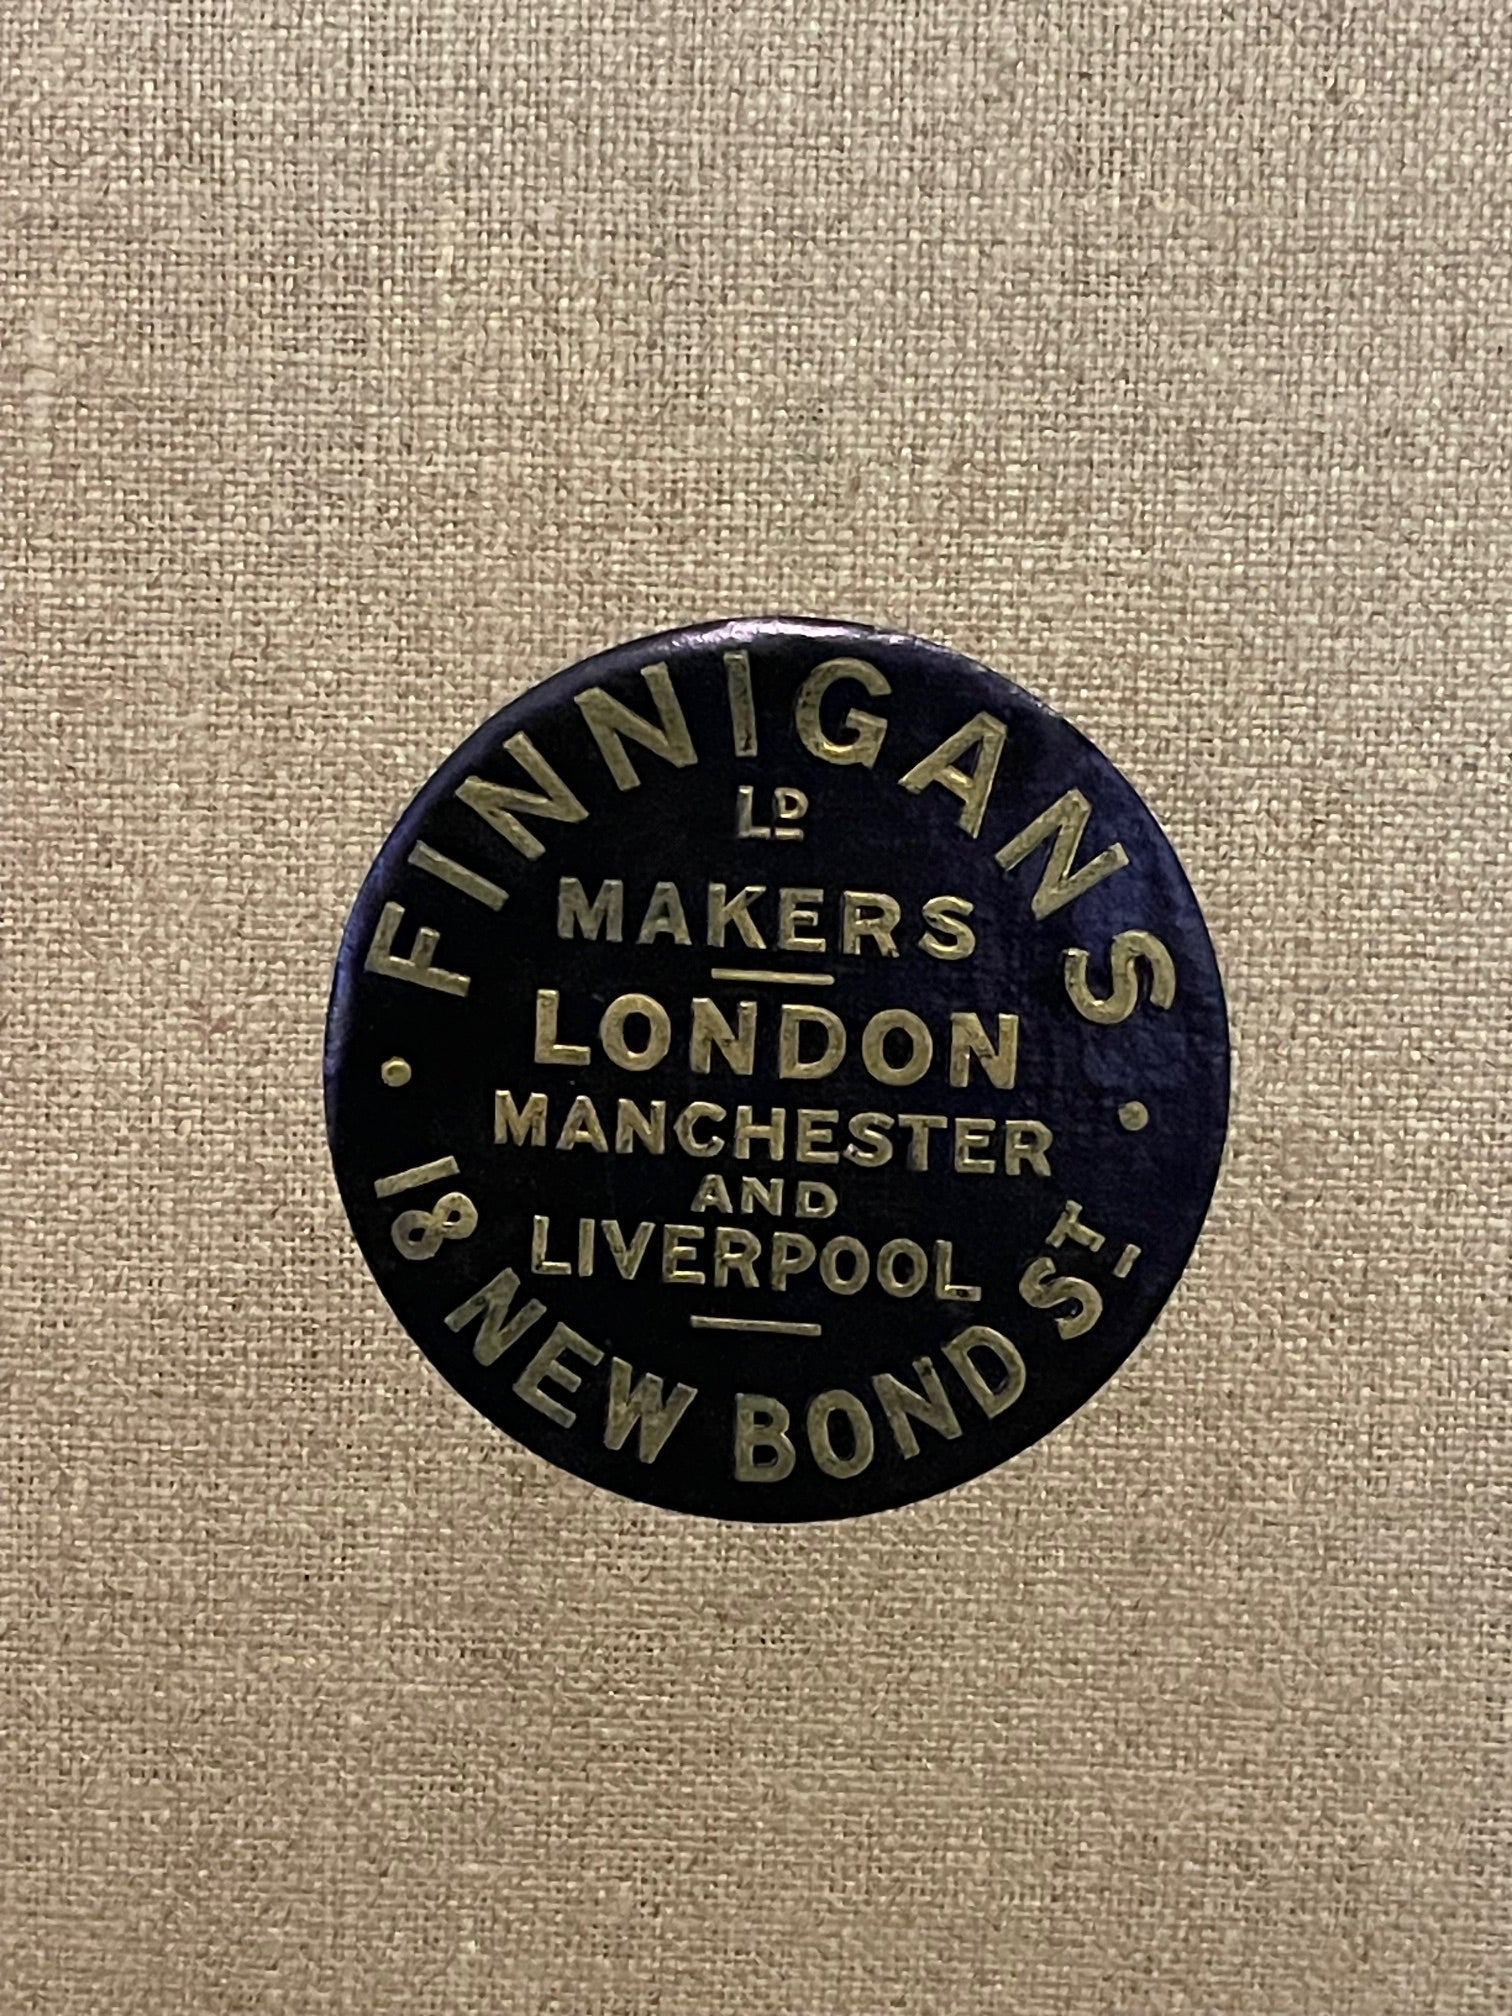 FINNIGANS
LD
MAKERS
LONDON
MANCHESTER
AND
LIVERPOOL
18 NEW BOND ST